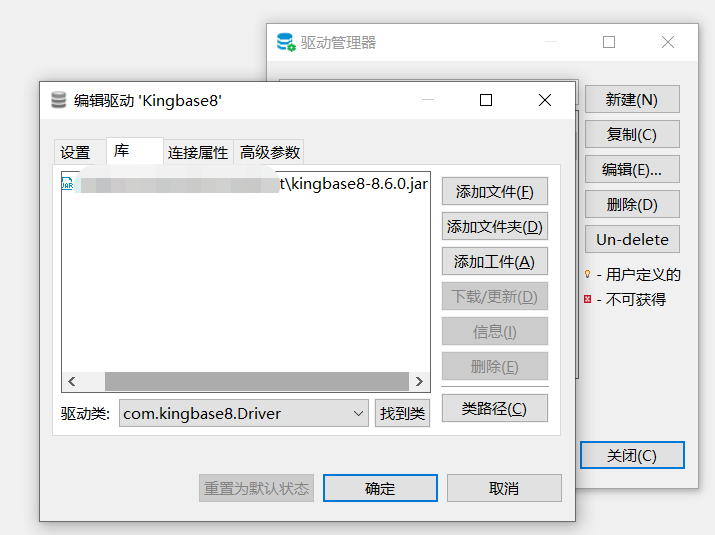 驱动管理器
新建(N)
复制(C)
编辑(E)...
删除(D)
Un-delete
- 用户定义的
- 不可获得
关闭(C)
编辑驱动 'Kingbase8'
设置 库 连接属性 高级参数
t\kingbase8-8.6.0.jar
添加文件(F)
添加文件夹(D)
添加工件(A)
下载/更新(D)
信息(I)
删除(E)
类路径(C)
驱动类: com.kingbase8.Driver 找到类
重置为默认状态 确定 取消